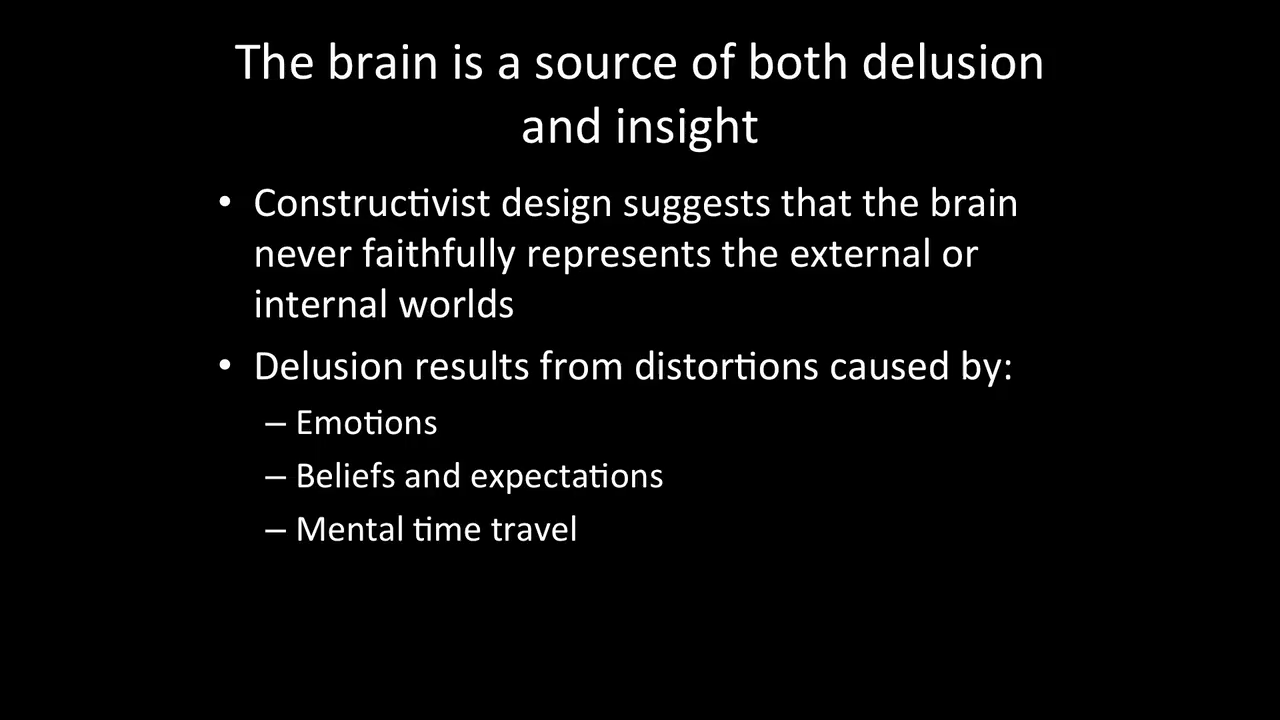 The brain is a source of both delusion
and insight
• Constructivist design suggests that the brain
never faithfully represents the external or
internal worlds
• Delusion results from distortions caused by:
– Emotions
– Beliefs and expectations
– Mental time travel